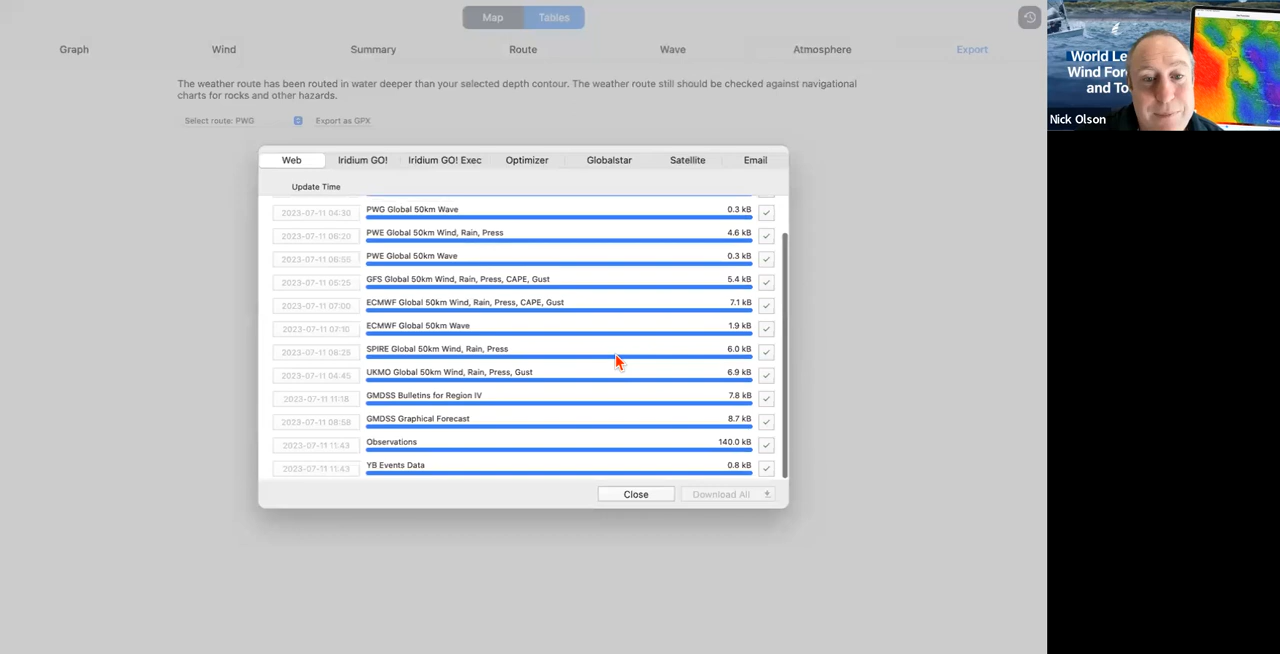 Map
Tables
Graph
Wind
Summary
Route
Wave
Atmosphere
Export
The weather route has been routed in water deeper than your selected depth contour. The weather route still should be checked against navigational
charts for rocks and other hazards.
Select route: PWG
Export as GPX
Web
Iridium GO!
Iridium GO! Exec
Optimizer
Globalstar
Satellite
Email
Update Time
2023-07-11 04:30 PWG Global 50km Wave 0.3 kB
2023-07-11 06:20 PWE Global 50km Wind, Rain, Press 4.6 kB
2023-07-11 06:55 PWE Global 50km Wave 0.3 kB
2023-07-11 05:25 GFS Global 50km Wind, Rain, Press, CAPE, Gust 5.4 kB
2023-07-11 07:00 ECMWF Global 50km Wind, Rain, Press, CAPE, Gust 7.1 kB
2023-07-11 07:10 ECMWF Global 50km Wave 1.9 kB
2023-07-11 06:25 SPIRE Global 50km Wind, Rain, Press 6.0 kB
2023-07-11 04:45 UKMO Global 50km Wind, Rain, Press, Gust 6.9 kB
2023-07-11 11:18 GMDSS Bulletins for Region IV 7.8 kB
2023-07-11 08:58 GMDSS Graphical Forecast 8.7 kB
2023-07-11 11:43 Observations 140.0 kB
2023-07-11 11:43 YB Events Data 0.8 kB
Close
Download All
World Le
Wind For
and To
Nick Olson